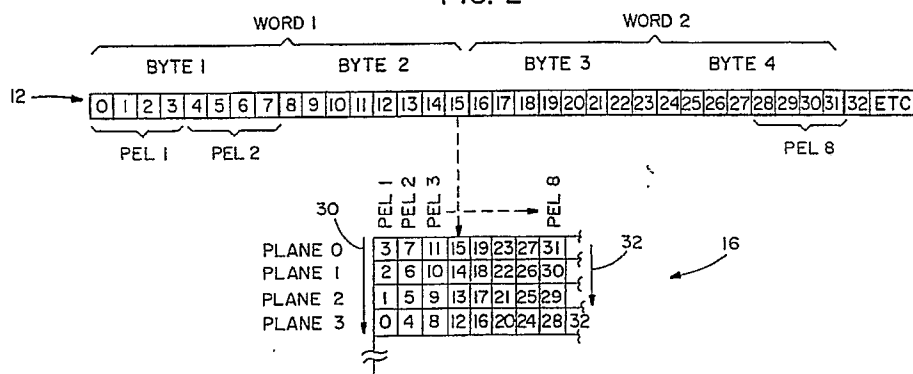 FIG. 2
WORD 1 WORD 2
BYTE 1 BYTE 2 BYTE 3 BYTE 4
12 0 1 2 3 4 5 6 7 8 9 10 11 12 13 14 15 16 17 18 19 20 21 22 23 24 25 26 27 28 29 30 31 32 ETC
PEL 1 PEL 2 PEL 8
PEL 1 PEL 2 PEL 3 PEL 8
30 32 16
PLANE 0 3 7 11 15 19 23 27 31
PLANE 1 2 6 10 14 18 22 26 30
PLANE 2 1 5 9 13 17 21 25 29
PLANE 3 0 4 8 12 16 20 24 28 32